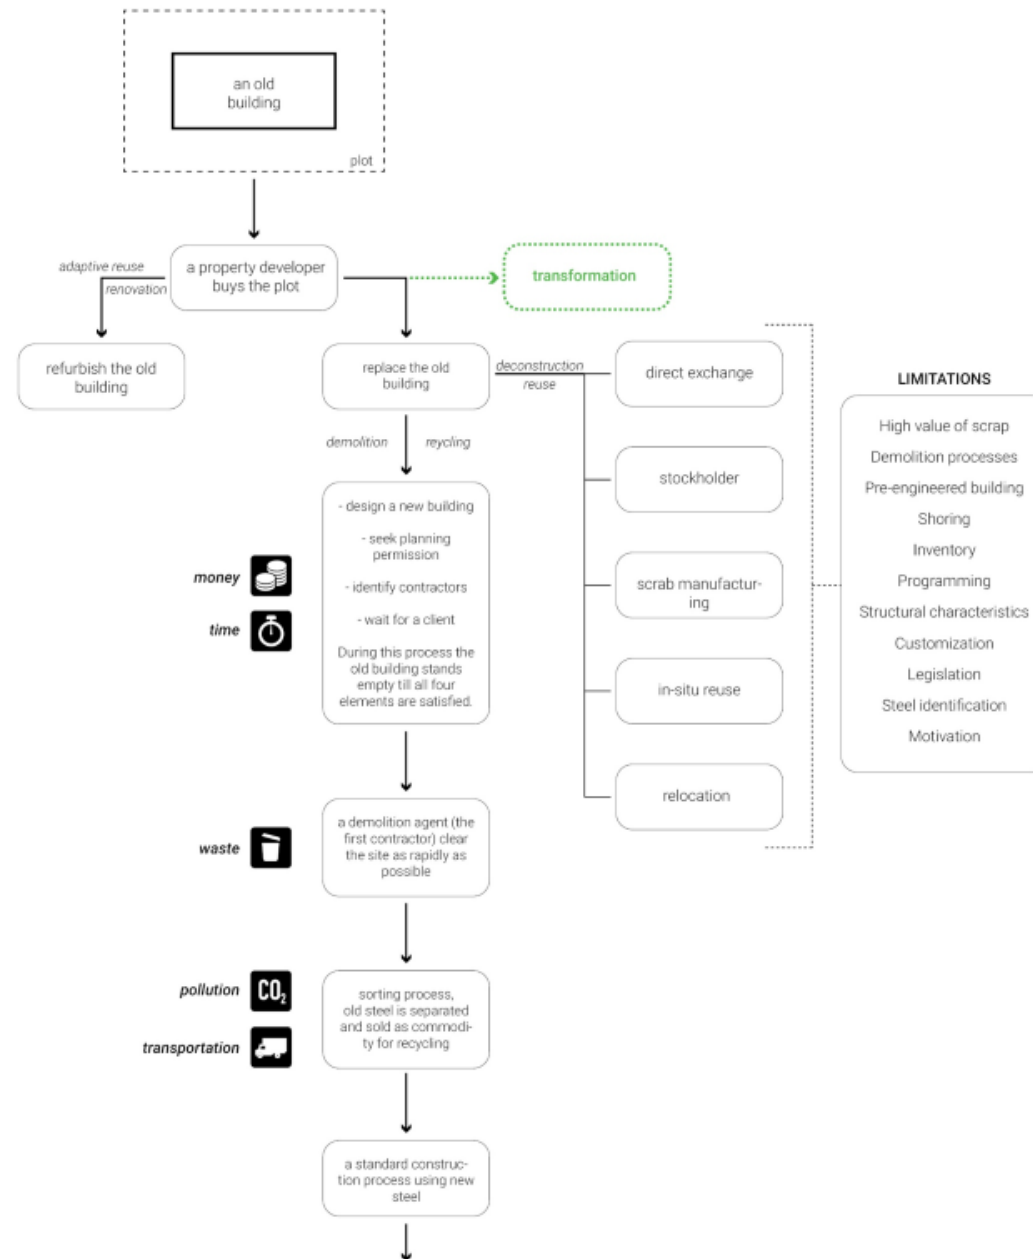 an old
building
plot
adaptive reuse
renovation
a property developer
buys the plot
transformation
refurbish the old
building
replace the old
building
deconstruction
reuse
direct exchange
stockholder
scrab manufactur-
ing
in-situ reuse
relocation
LIMITATIONS
High value of scrap
Demolition processes
Pre-engineered building
Shoring
Inventory
Programming
Structural characteristics
Customization
Legislation
Steel identification
Motivation
demolition
reycling
- design a new building
- seek planning
permission
- identify contractors
- wait for a client
During this process the
old building stands
empty till all four
elements are satisfied.
money
time
waste
a demolition agent (the
first contractor) clear
the site as rapidly as
possible
pollution
CO₂
transportation
sorting process,
old steel is separated
and sold as commodi-
ty for recycling
a standard construc-
tion process using new
steel